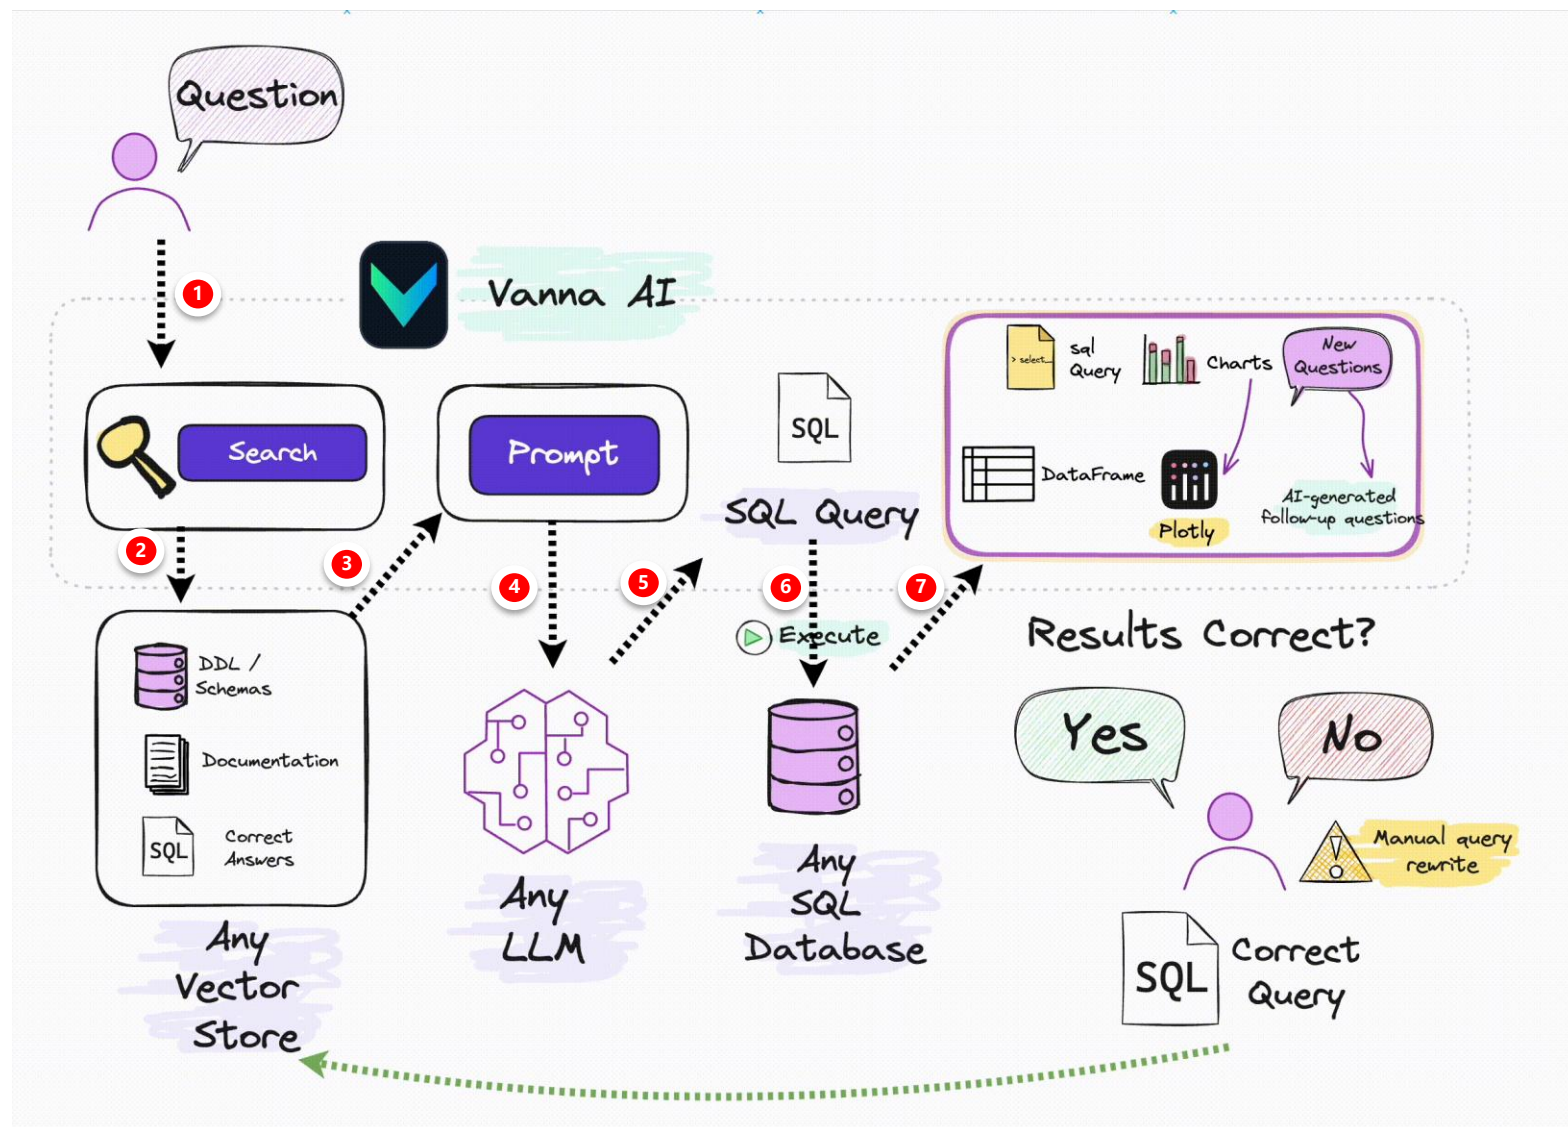 Question
1
Vanna AI
> select...
sql
Query
Charts
New
Questions
Search
Prompt
SQL
SQL Query
DataFrame
Plotly
AI-generated
follow-up questions
2
3
4
5
6
7
Execute
Results Correct?
DDL /
Schemas
Documentation
SQL
Correct
Answers
Yes
No
Manual query
rewrite
Any
Vector
Store
Any
LLM
Any
SQL
Database
SQL
Correct
Query